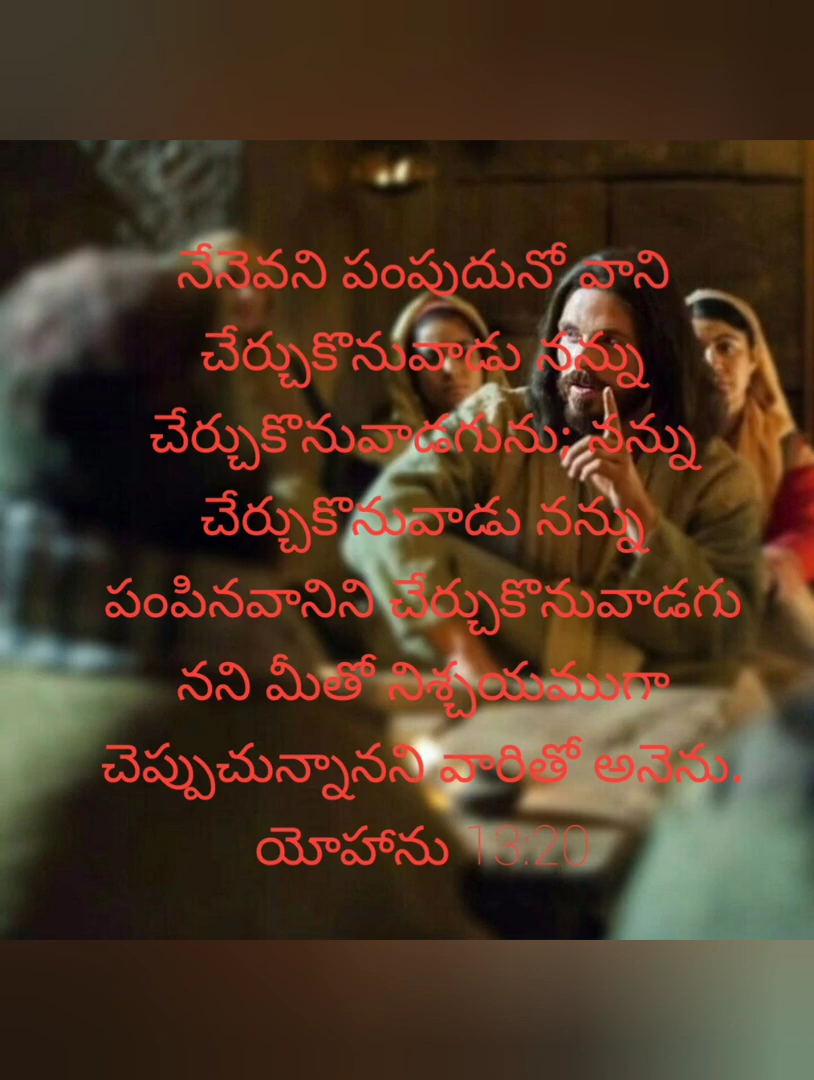 నేనెవని పంపుదునో వాని
చేర్చుకొనువాడు నన్ను
చేర్చుకొనువాడగును; నన్ను
చేర్చుకొనువాడు నన్ను
పంపినవానిని చేర్చుకొనువాడగు
నని మీతో నిశ్చయముగా
చెప్పుచున్నానని వారితో అనెను.
యోహాను 13:20